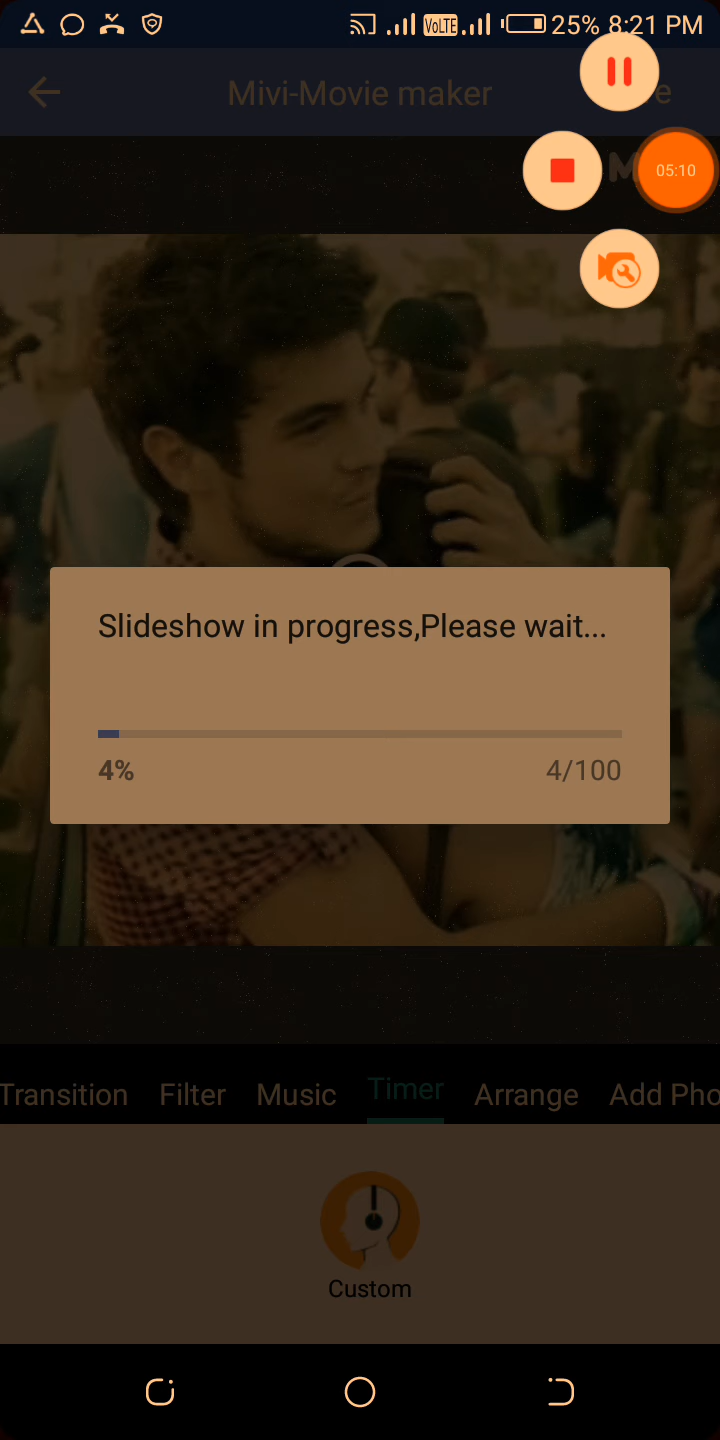 VoLTE 25% 8:21 PM
Mivi-Movie maker
e
M
05:10
Slideshow in progress,Please wait...
4% 4/100
Transition Filter Music Timer Arrange Add Pho
Custom